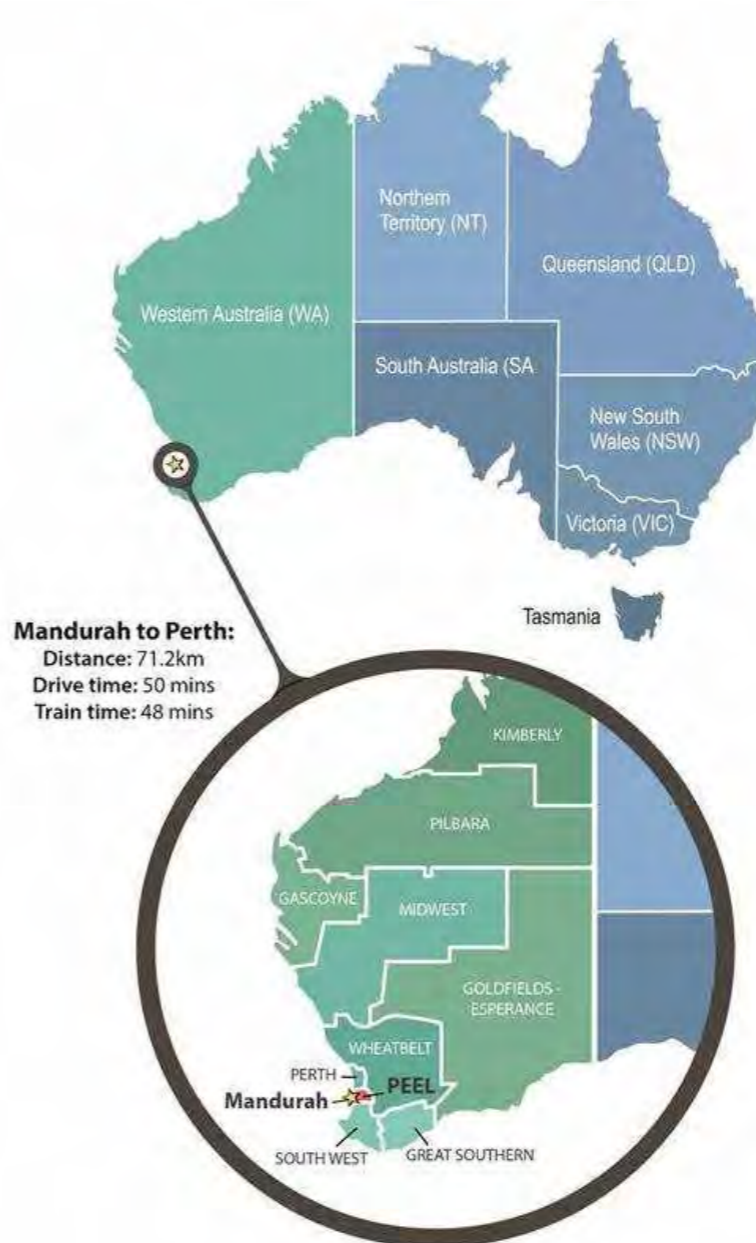 Northern
Territory (NT)
Queensland (QLD)
Western Australia (WA)
South Australia (SA
New South
Wales (NSW)
Victoria (VIC)
Tasmania
Mandurah to Perth:
Distance: 71.2km
Drive time: 50 mins
Train time: 48 mins
KIMBERLY
PILBARA
GASCOYNE
MIDWEST
GOLDFIELDS -
ESPERANCE
WHEATBELT
PERTH
Mandurah
PEEL
SOUTH WEST
GREAT SOUTHERN